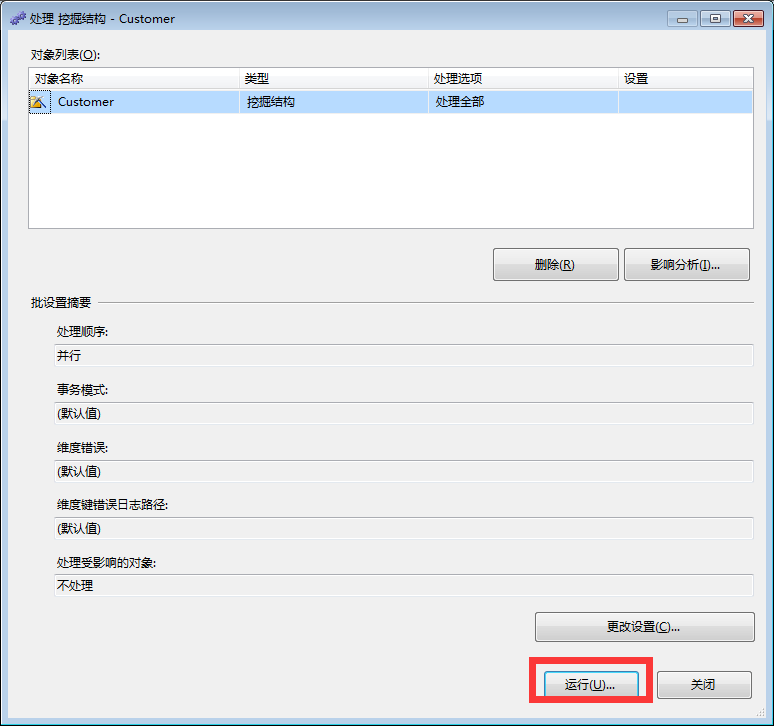 处理 挖掘结构 - Customer
对象列表(O):
对象名称 类型 处理选项 设置
Customer 挖掘结构 处理全部
删除(R) 影响分析(I)...
批设置摘要
处理顺序:
并行
事务模式:
(默认值)
维度错误:
(默认值)
维度键错误日志路径:
(默认值)
处理受影响的对象:
不处理
更改设置(C)...
运行(U)... 关闭